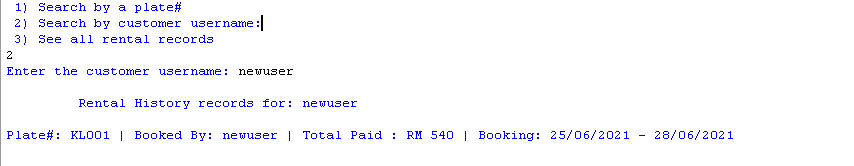 1) Search by a plate#
2) Search by customer username:
3) See all rental records
2
Enter the customer username: newuser
Rental History records for: newuser
Plate#: KL001 | Booked By: newuser | Total Paid : RM 540 | Booking: 25/06/2021 - 28/06/2021